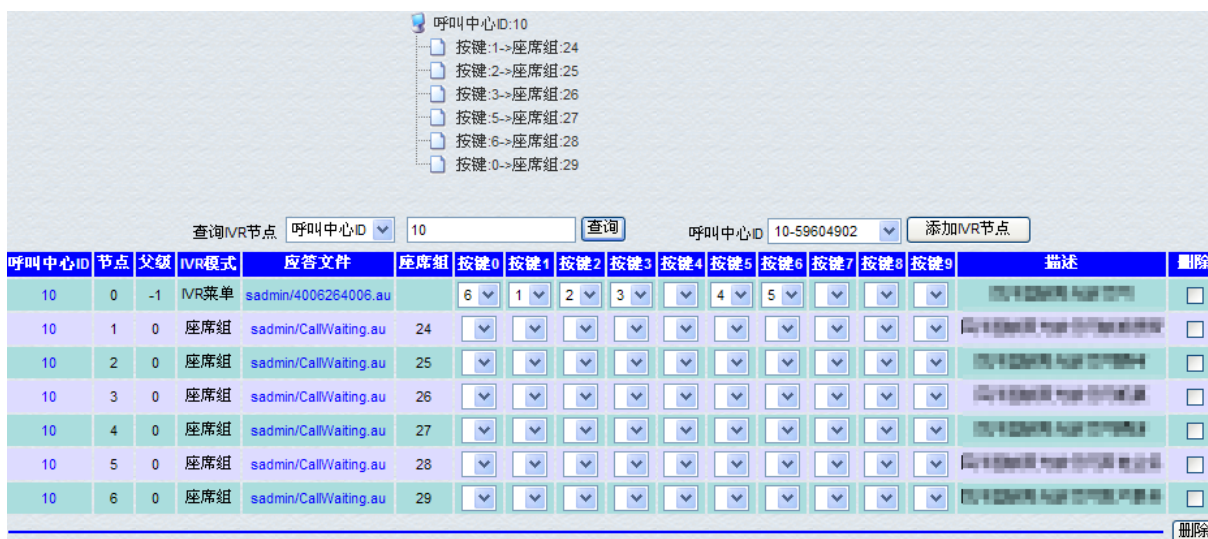 呼叫中心ID:10
按键:1->座席组:24
按键:2->座席组:25
按键:3->座席组:26
按键:5->座席组:27
按键:6->座席组:28
按键:0->座席组:29
查询IVR节点 呼叫中心ID 10 查询 呼叫中心ID 10-59604902 添加IVR节点
呼叫中心ID 节点 父级 IVR模式 应答文件 座席组 按键0 按键1 按键2 按键3 按键4 按键5 按键6 按键7 按键8 按键9 描述 删除
10 0 -1 IVR菜单 sadmin/4006264006.au 6 1 2 3 4 5
10 1 0 座席组 sadmin/CallWaiting.au 24
10 2 0 座席组 sadmin/CallWaiting.au 25
10 3 0 座席组 sadmin/CallWaiting.au 26
10 4 0 座席组 sadmin/CallWaiting.au 27
10 5 0 座席组 sadmin/CallWaiting.au 28
10 6 0 座席组 sadmin/CallWaiting.au 29
删除